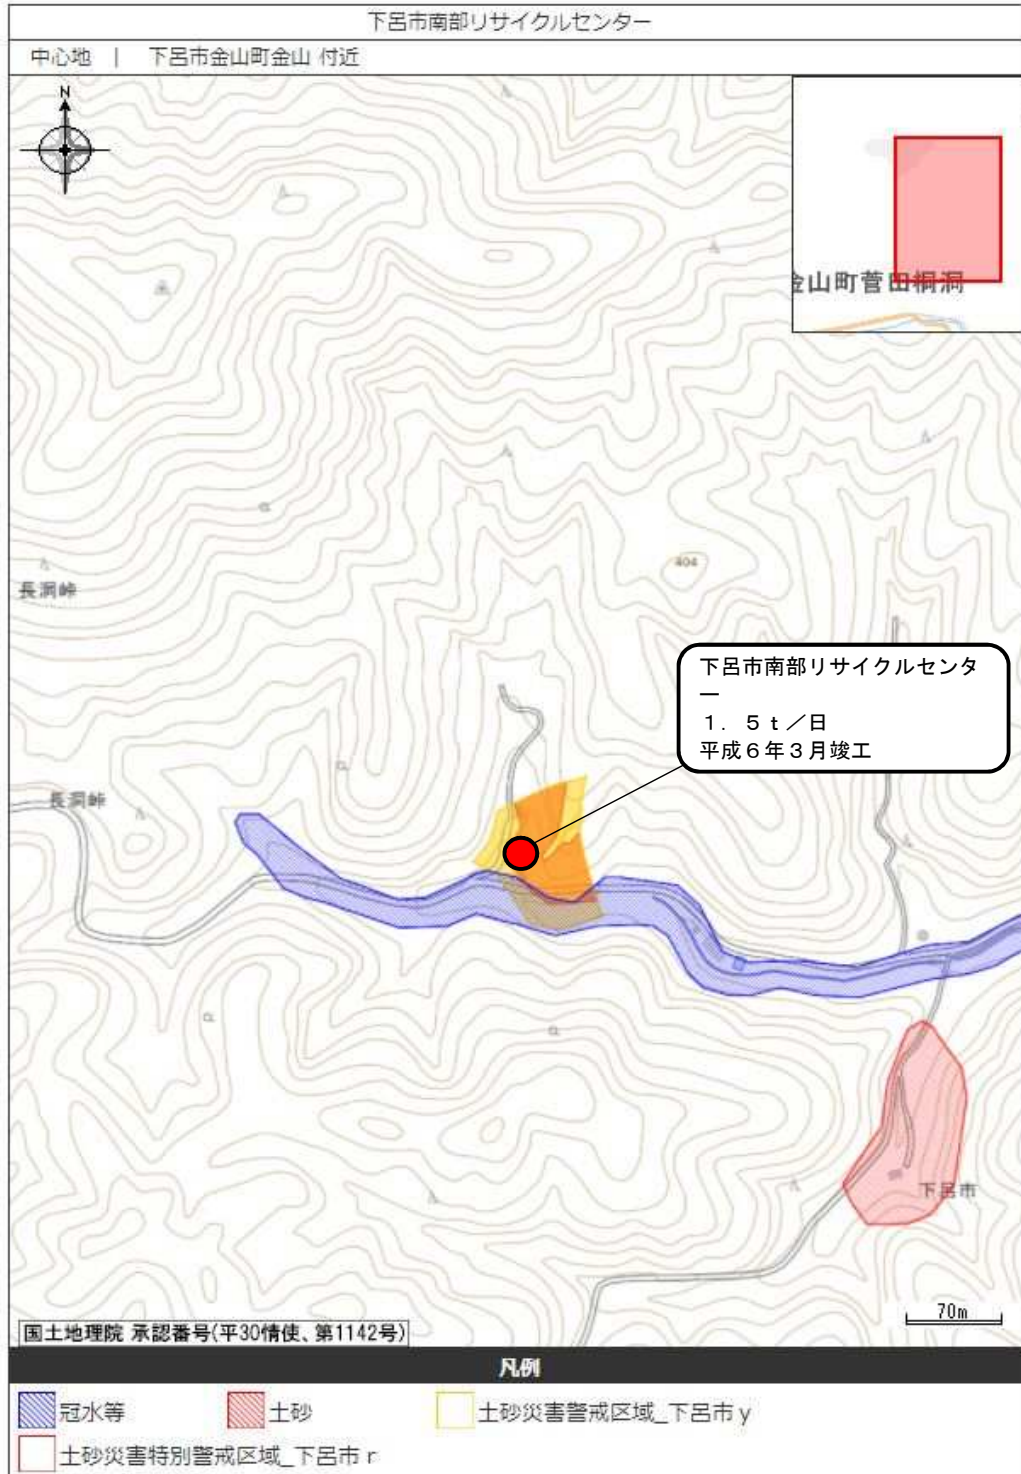 下呂市南部リサイクルセンター
中心地 | 下呂市金山町金山 付近
N
金山町菅田桐洞
404
長洞峠
下呂市南部リサイクルセンタ
ー
１．５ｔ／日
平成６年３月竣工
長洞峠
下呂市
70m
国土地理院 承認番号(平30情使、第1142号)
凡例
冠水等 土砂 土砂災害警戒区域_下呂市 y
土砂災害特別警戒区域_下呂市 r